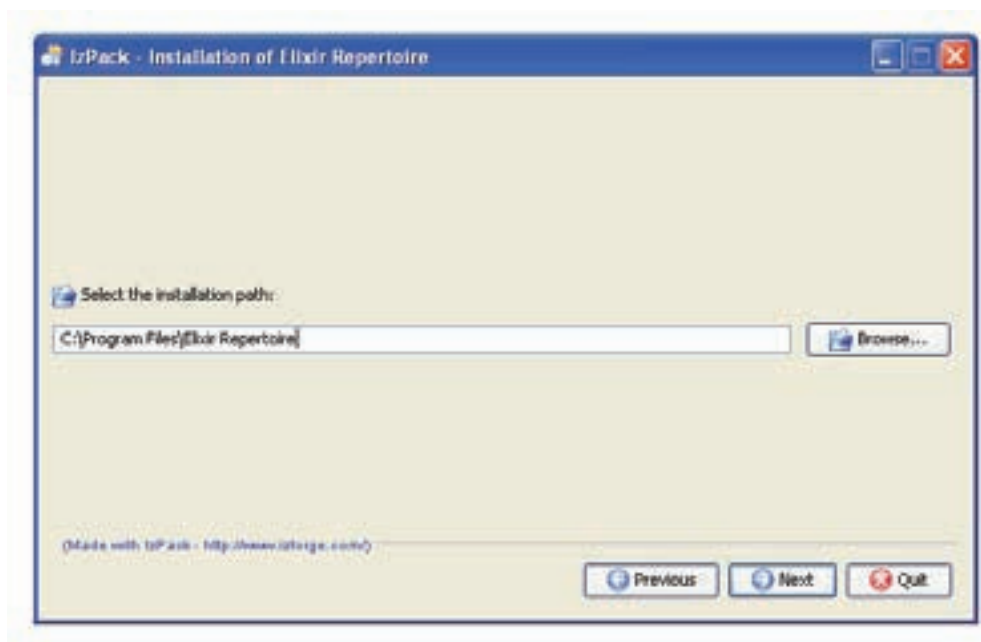 IzPack - Installation of Elixir Repertoire
Select the installation path:
C:\Program Files\Elixir Repertoire
Browse...
(Made with IzPack - http://www.izforge.com/)
Previous
Next
Quit